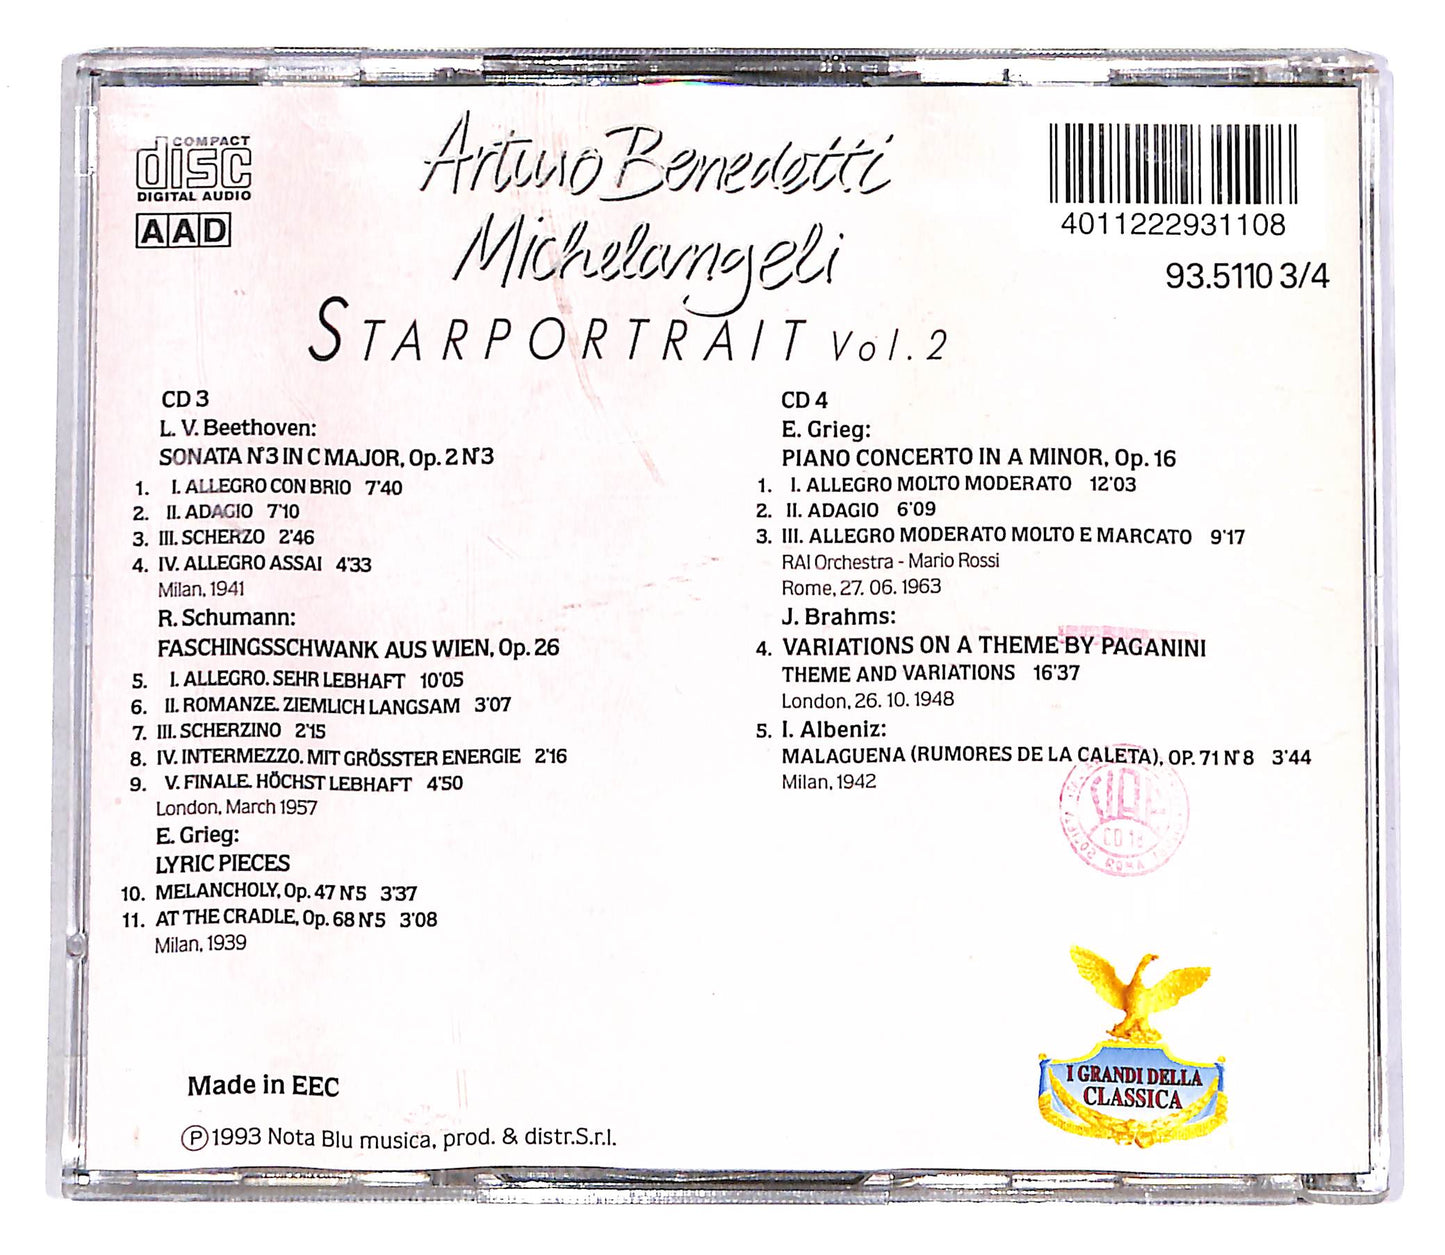 COMPACT
disc
DIGITAL AUDIO
AAD
Arturo Benedetti
Michelangeli
STARPORTRAIT Vol. 2
4011222931108
93.5110 3/4
CD 3
L. V. Beethoven:
SONATA N°3 IN C MAJOR, Op. 2 N°3
1. I. ALLEGRO CON BRIO 7'40
2. II. ADAGIO 7'10
3. III. SCHERZO 2'46
4. IV. ALLEGRO ASSAI 4'33
Milan, 1941
R. Schumann:
FASCHINGSSCHWANK AUS WIEN, Op. 26
5. I. ALLEGRO. SEHR LEBHAFT 10'05
6. II. ROMANZE. ZIEMLICH LANGSAM 3'07
7. III. SCHERZINO 2'15
8. IV. INTERMEZZO. MIT GRÖSSTER ENERGIE 2'16
9. V. FINALE. HÖCHST LEBHAFT 4'50
London, March 1957
E. Grieg:
LYRIC PIECES
10. MELANCHOLY, Op. 47 N°5 3'37
11. AT THE CRADLE, Op. 68 N°5 3'08
Milan, 1939
CD 4
E. Grieg:
PIANO CONCERTO IN A MINOR, Op. 16
1. I. ALLEGRO MOLTO MODERATO 12'03
2. II. ADAGIO 6'09
3. III. ALLEGRO MODERATO MOLTO E MARCATO 9'17
RAI Orchestra - Mario Rossi
Rome, 27. 06. 1963
J. Brahms:
4. VARIATIONS ON A THEME BY PAGANINI
THEME AND VARIATIONS 16'37
London, 26. 10. 1948
5. I. Albeniz:
MALAGUENA (RUMORES DE LA CALETA), OP. 71 N°8 3'44
Milan, 1942
CD 18
ROMA
I GRANDI DELLA
CLASSICA
Made in EEC
Ⓟ 1993 Nota Blu musica, prod. & distr.S.r.l.